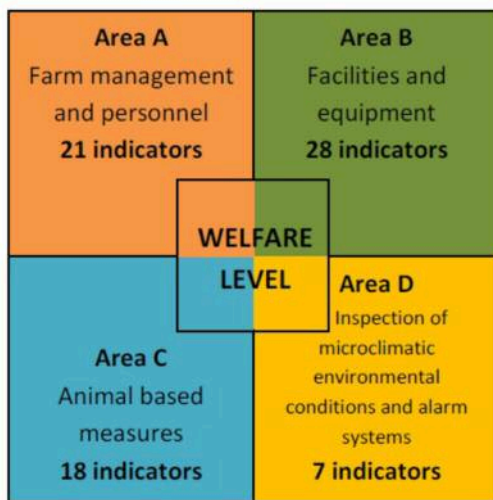 Area A
Farm management
and personnel
21 indicators
Area B
Facilities and
equipment
28 indicators
WELFARE
LEVEL
Area C
Animal based
measures
18 indicators
Area D
Inspection of
microclimatic
environmental
conditions and alarm
systems
7 indicators